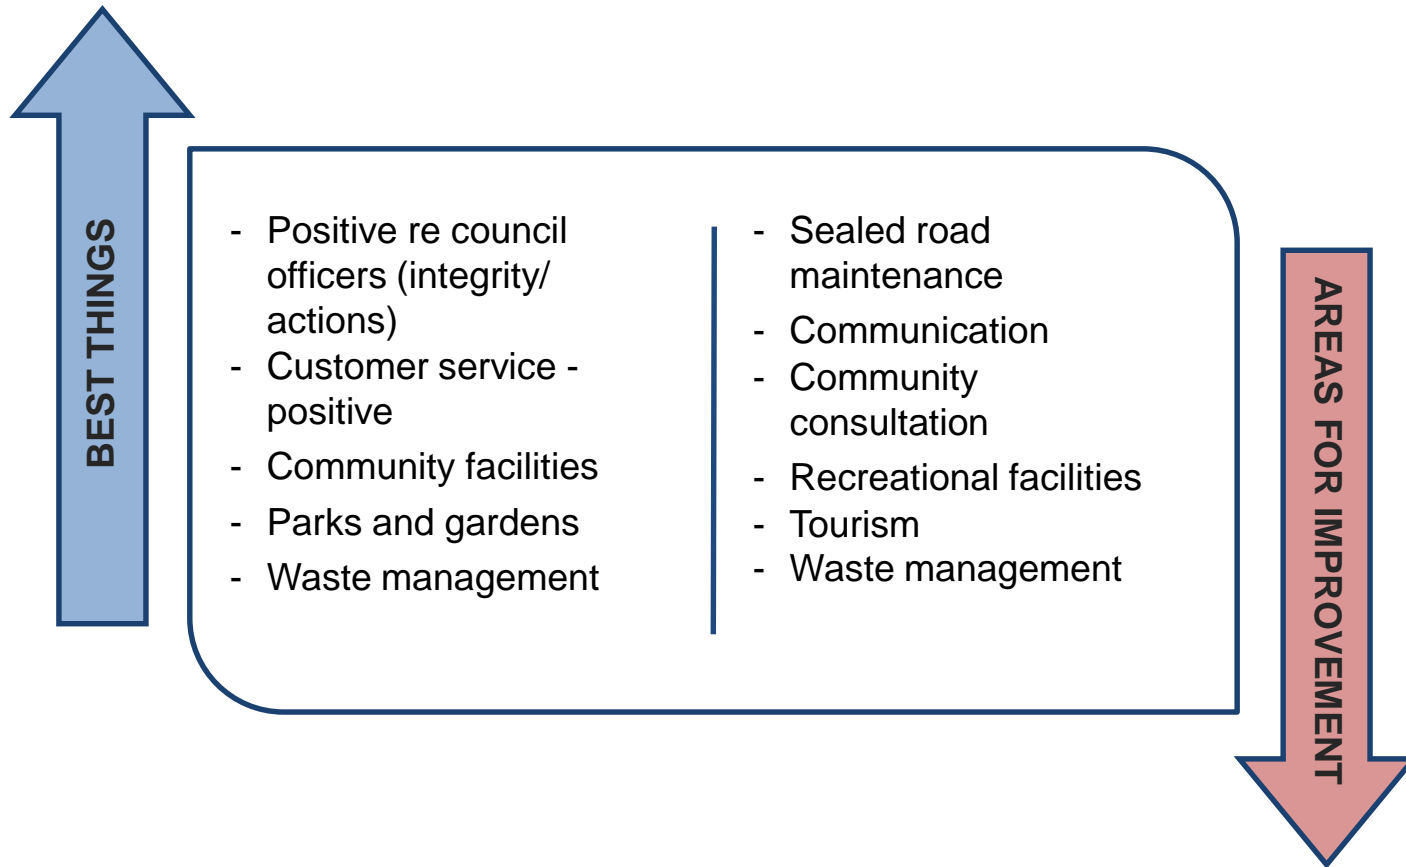 BEST THINGS
- Positive re council
officers (integrity/
actions)
- Customer service -
positive
- Community facilities
- Parks and gardens
- Waste management
- Sealed road
maintenance
- Communication
- Community
consultation
- Recreational facilities
- Tourism
- Waste management
AREAS FOR IMPROVEMENT